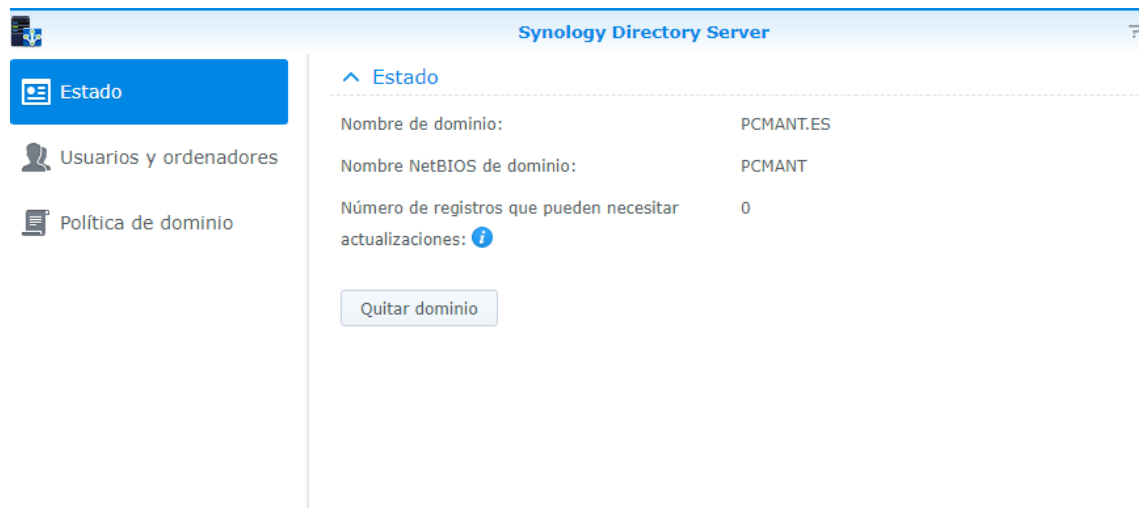 Synology Directory Server
Estado
Usuarios y ordenadores
Política de dominio
Estado
Nombre de dominio: PCMANT.ES
Nombre NetBIOS de dominio: PCMANT
Número de registros que pueden necesitar 0
actualizaciones:
Quitar dominio